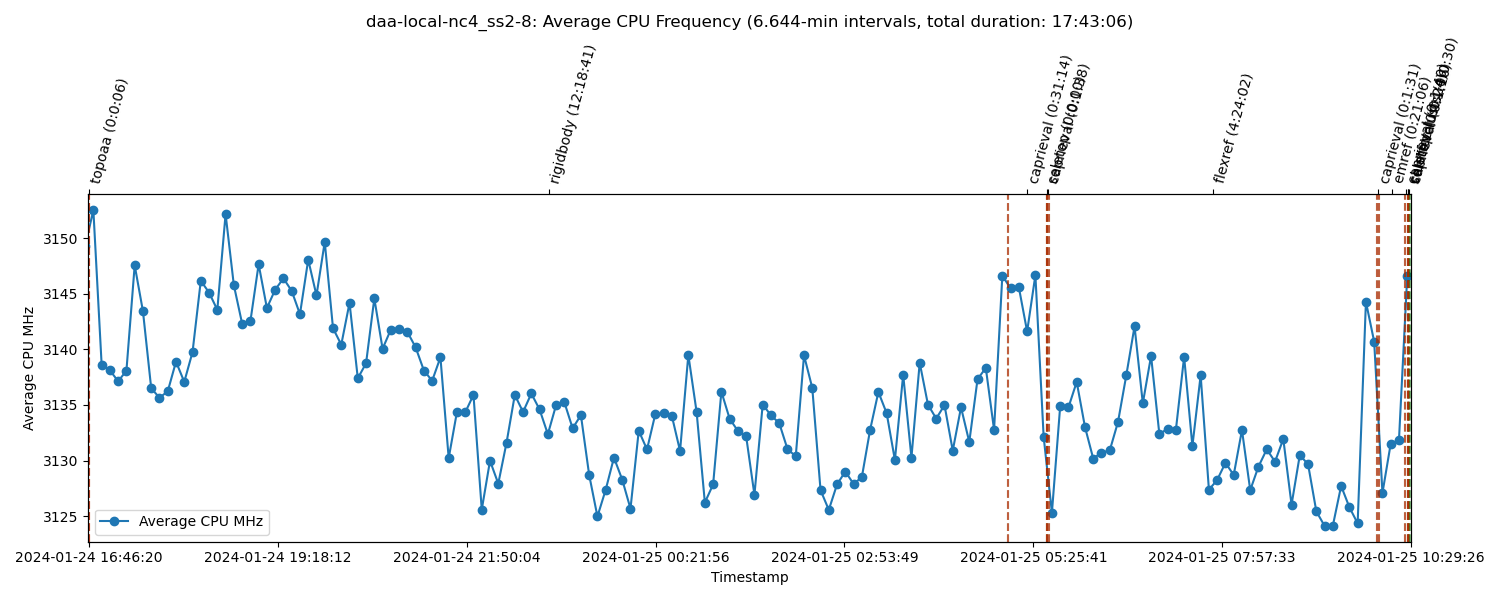 daa-local-nc4_ss2-8: Average CPU Frequency (6.644-min intervals, total duration: 17:43:06)
topoaa (0:0:06)
rigidbody (12:18:41)
caprieval (0:31:14)
flexref (4:24:02)
caprieval (0:1:31)
emref (0:21:06)
Average CPU MHz
3150
3145
3140
3135
3130
3125
Average CPU MHz
2024-01-24 16:46:20
2024-01-24 19:18:12
2024-01-24 21:50:04
2024-01-25 00:21:56
2024-01-25 02:53:49
2024-01-25 05:25:41
2024-01-25 07:57:33
2024-01-25 10:29:26
Timestamp